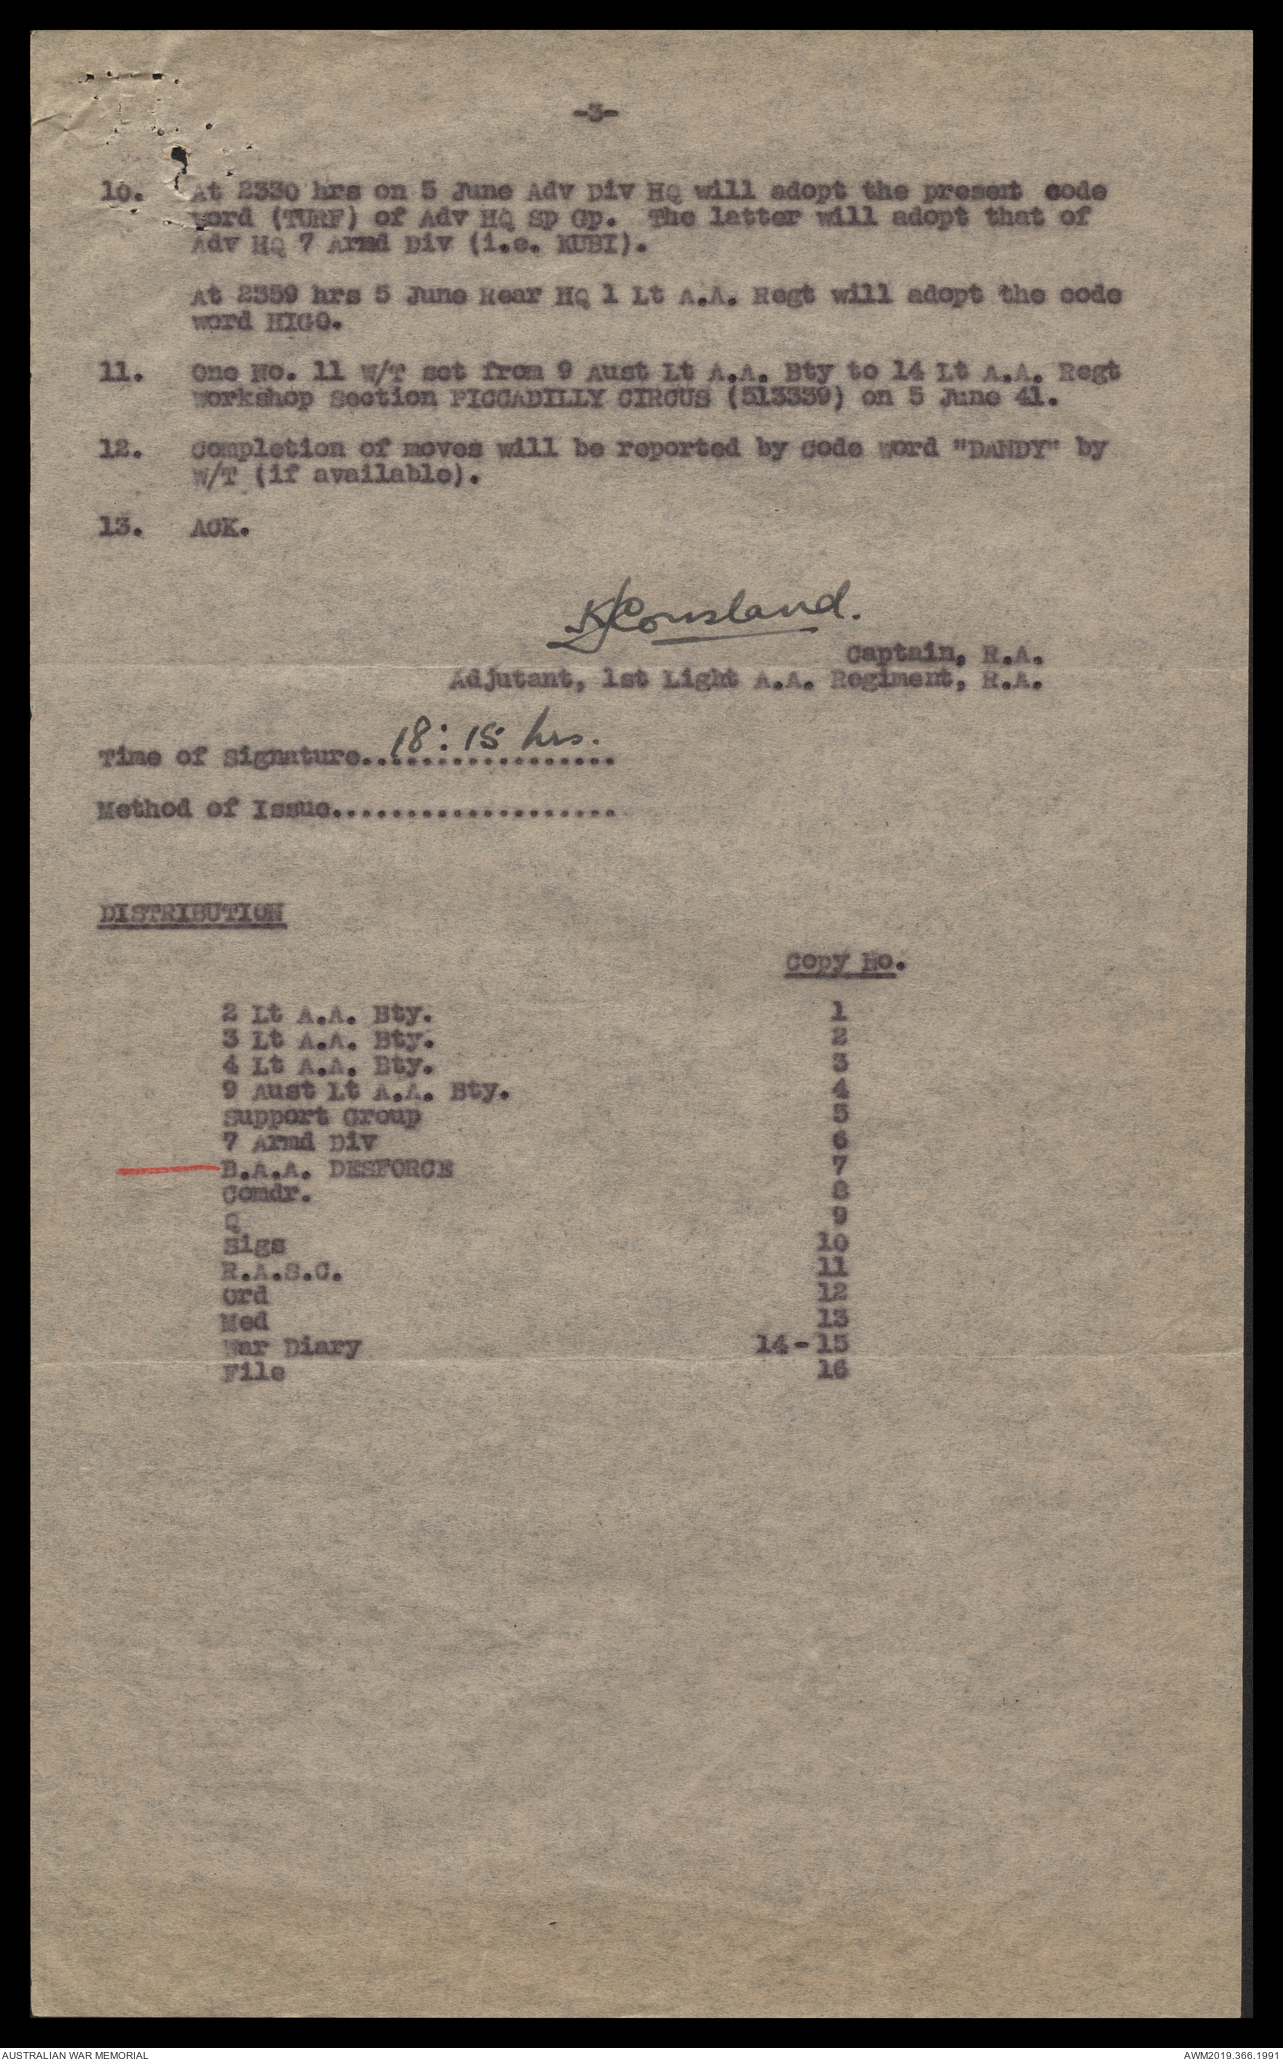 -3-
10. At 2330 hrs on 5 June Adv Div HQ will adopt the present code
word (TURF) of Adv HQ Sp Gp. The latter will adopt that of
Adv HQ 7 Armd Div (i.e. KUBI).
At 2359 hrs 5 June Rear HQ 1 Lt A.A. Regt will adopt the code
word HIGO.
11. One No. 11 W/T set from 9 Aust Lt A.A. Bty to 14 Lt A.A. Regt
Workshop Section PICCADILLY CIRCUS (513339) on 5 June 41.
12. Completion of moves will be reported by Code Word "DANDY" by
W/T (if available).
13. ACK.
Captain, R.A.
Adjutant, 1st Light A.A. Regiment, R.A.
Time of Signature..18:15 hrs.................
Method of Issue...................
DISTRIBUTION
Copy No.
2 Lt A.A. Bty. 1
3 Lt A.A. Bty. 2
4 Lt A.A. Bty. 3
9 Aust Lt A.A. Bty. 4
Support Group 5
7 Armd Div 6
B.A.A. DESFORCE 7
Comdr. 8
Q 9
Sigs 10
R.A.S.C. 11
Ord 12
Med 13
War Diary 14-15
File 16
AUSTRALIAN WAR MEMORIAL AWM2019.366.1991